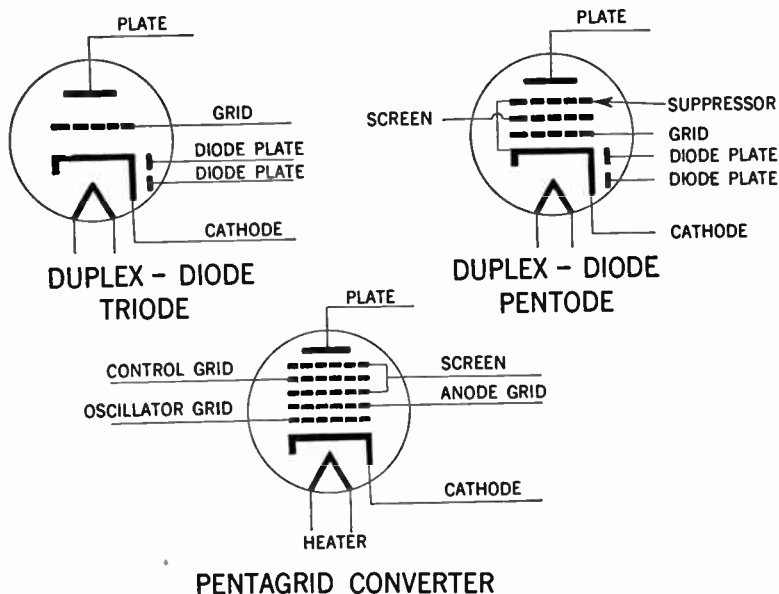 PLATE
GRID
DIODE PLATE
DIODE PLATE
CATHODE
DUPLEX - DIODE
TRIODE
PLATE
SCREEN
SUPPRESSOR
GRID
DIODE PLATE
DIODE PLATE
CATHODE
DUPLEX - DIODE
PENTODE
PLATE
CONTROL GRID
SCREEN
OSCILLATOR GRID
ANODE GRID
CATHODE
HEATER
PENTAGRID CONVERTER